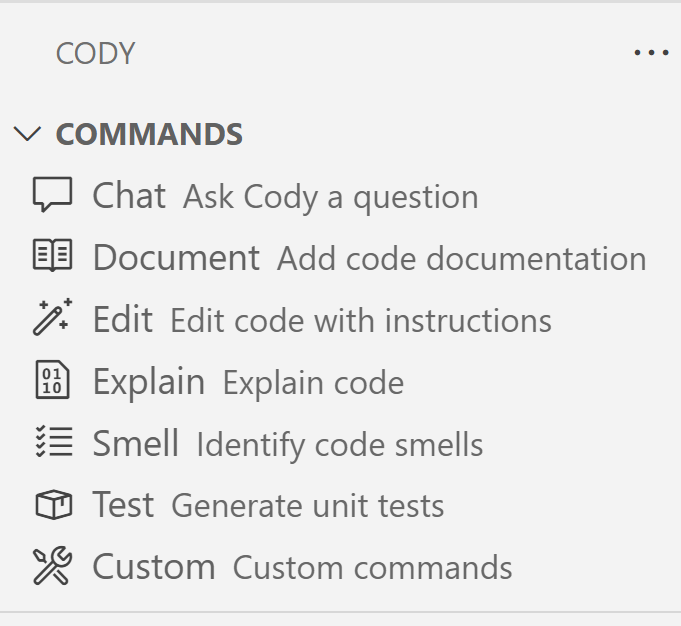 CODY
COMMANDS
Chat Ask Cody a question
Document Add code documentation
Edit Edit code with instructions
01
10
Explain Explain code
Smell Identify code smells
Test Generate unit tests
Custom Custom commands